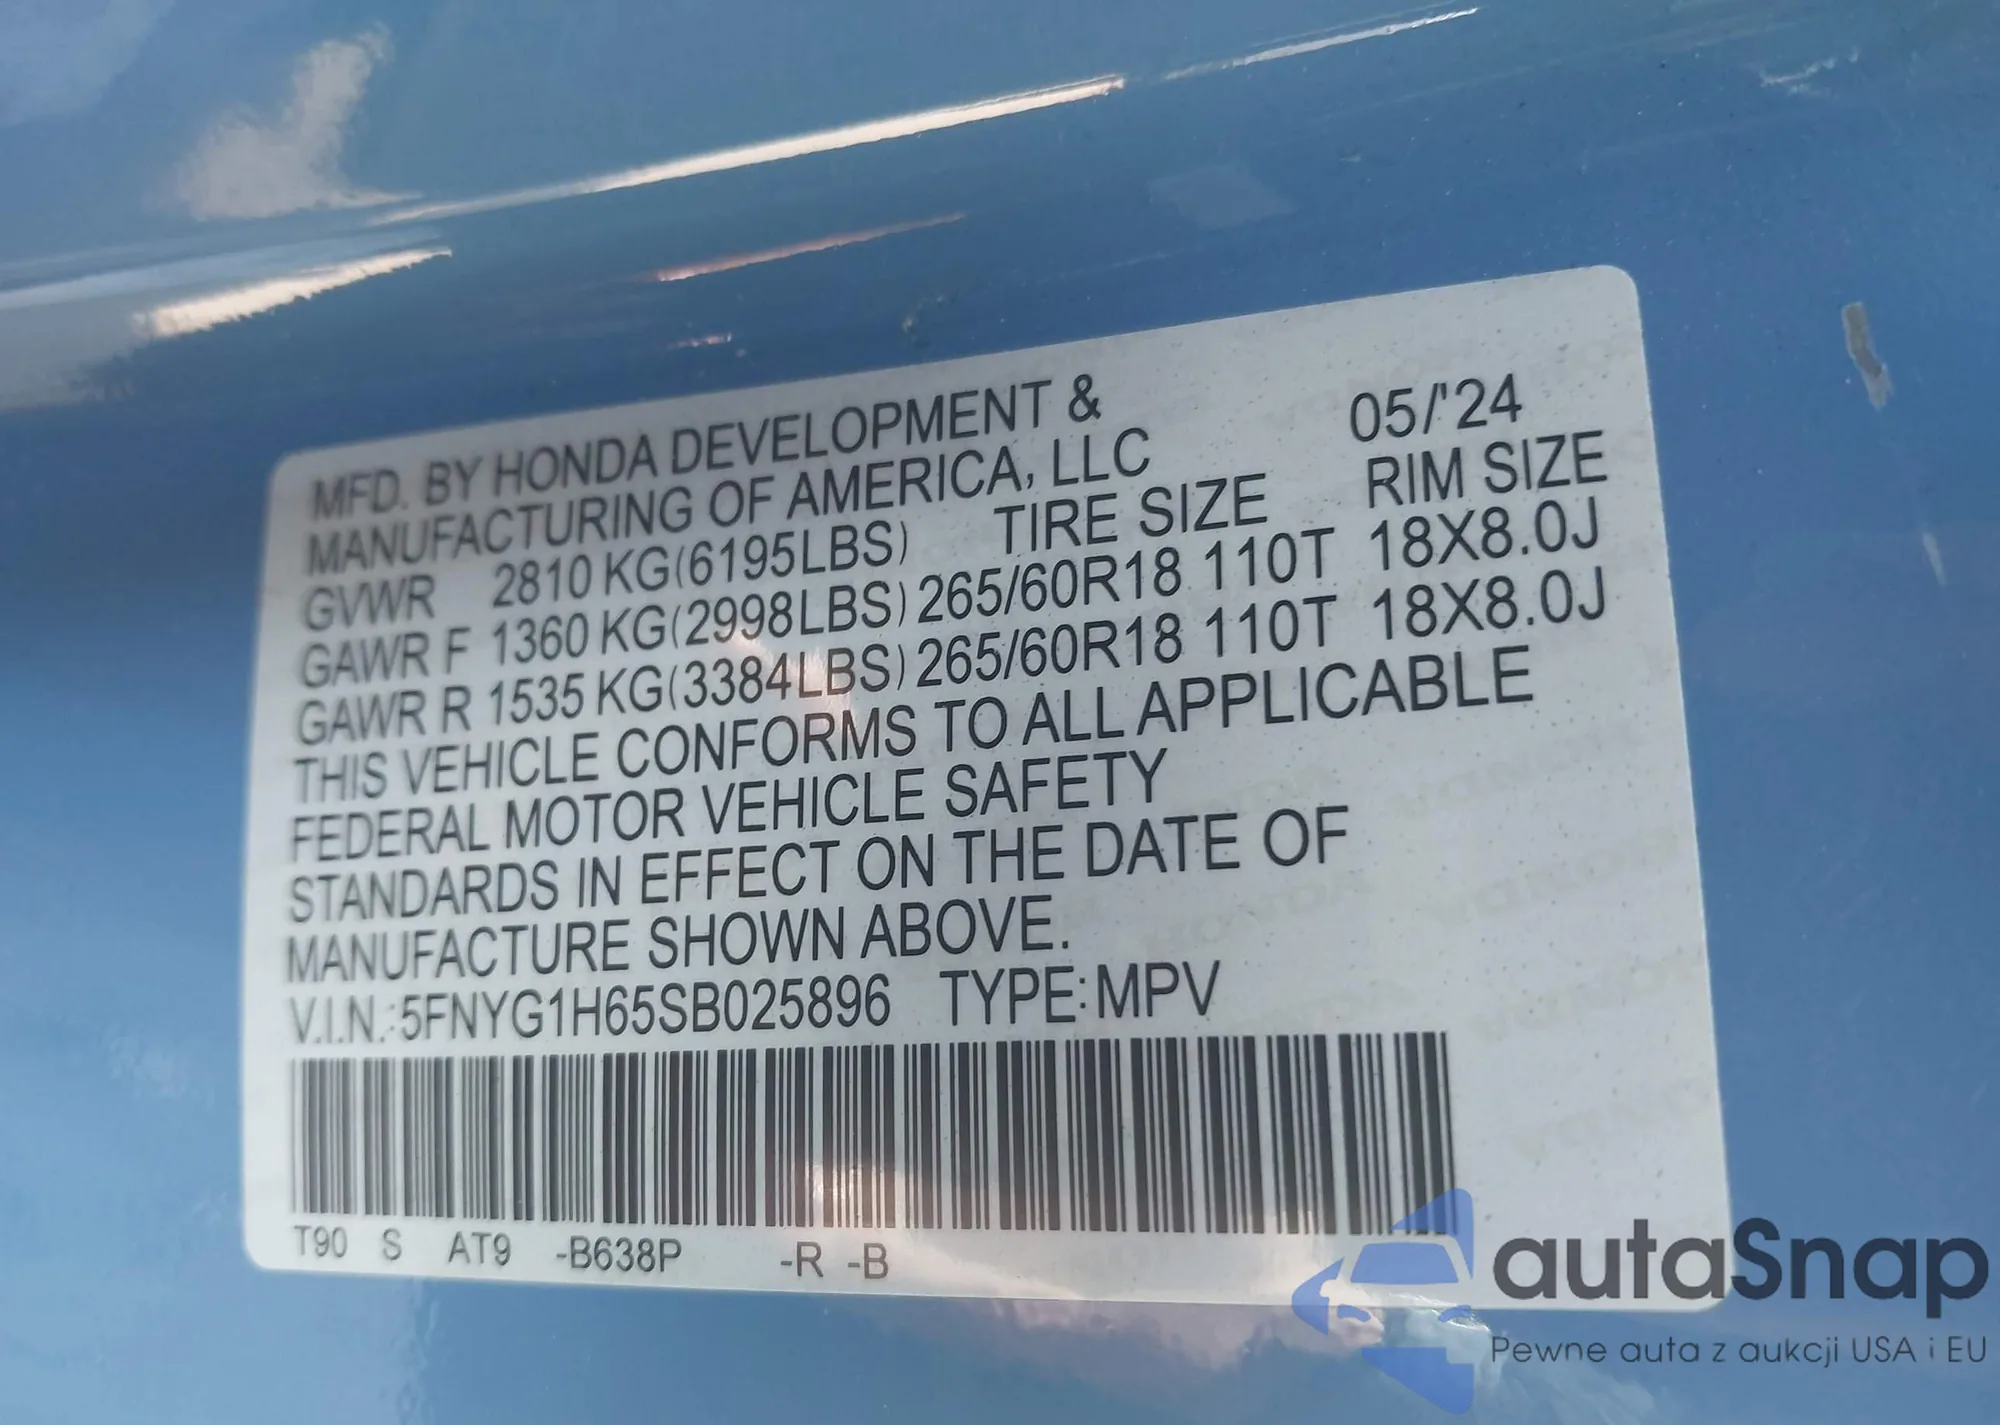 MFD. BY HONDA DEVELOPMENT & 05/'24
MANUFACTURING OF AMERICA, LLC
GVWR 2810 KG(6195LBS) TIRE SIZE RIM SIZE
GAWR F 1360 KG(2998LBS) 265/60R18 110T 18X8.0J
GAWR R 1535 KG(3384LBS) 265/60R18 110T 18X8.0J
THIS VEHICLE CONFORMS TO ALL APPLICABLE
FEDERAL MOTOR VEHICLE SAFETY
STANDARDS IN EFFECT ON THE DATE OF
MANUFACTURE SHOWN ABOVE.
V.I.N.:5FNYG1H65SB025896 TYPE:MPV
T90 S AT9 -B638P -R -B
autaSnap
Pewne auta z aukcji USA i EU